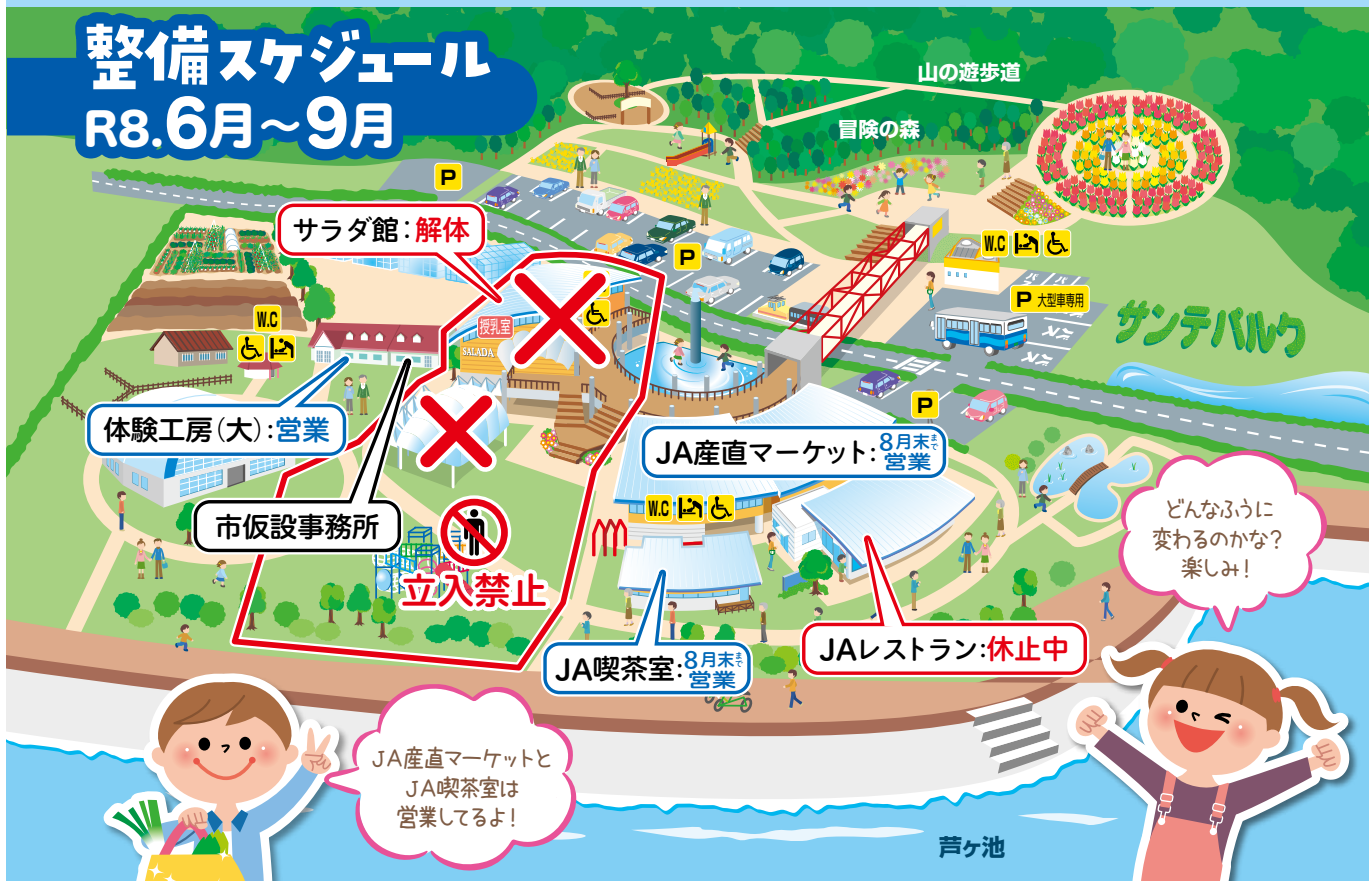 整備スケジュール
R8.6月～9月
山の遊歩道
冒険の森
P
サラダ館：解体
P
W.C
P 大型車専用
サンテパルク
W.C
授乳室
SALADA
体験工房(大)：営業
P
JA産直マーケット：8月末まで営業
市仮設事務所
W.C
立入禁止
どんなふうに
変わるのかな?
楽しみ!
JAレストラン：休止中
JA喫茶室：8月末まで営業
JA産直マーケットと
JA喫茶室は
営業してるよ!
芦ヶ池